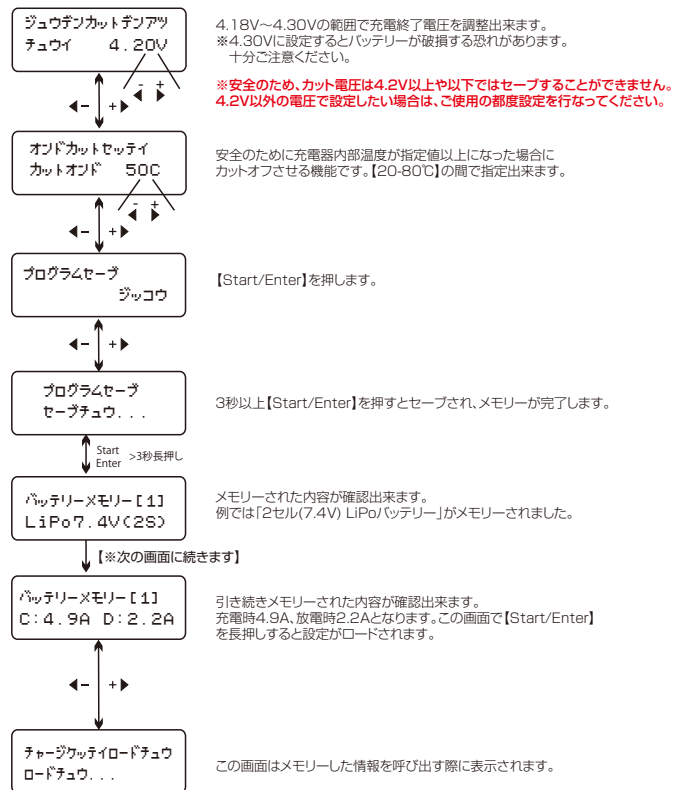 ジュウデンカットデンアツ
チュウイ 4.20V
4.18V～4.30Vの範囲で充電終了電圧を調整出来ます。
※4.30Vに設定するとバッテリーが破損する恐れがあります。
十分ご注意ください。
※安全のため、カット電圧は4.2V以上や以下ではセーブすることができません。
4.2V以外の電圧で設定したい場合は、ご使用の都度設定を行なってください。
- +
◀ ▶
◀- +▶
オンドカットセッテイ
カットオンド 50C
安全のために充電器内部温度が指定値以上になった場合に
カットオフさせる機能です。【20-80℃】の間で指定出来ます。
- +
◀ ▶
◀- +▶
プログラムセーブ
ジッコウ
【Start/Enter】を押します。
◀- +▶
プログラムセーブ
セーブチュウ...
3秒以上【Start/Enter】を押すとセーブされ、メモリーが完了します。
Start
Enter >3秒長押し
バッテリーメモリー[1]
LiPo7.4V(2S)
メモリーされた内容が確認出来ます。
例では「2セル(7.4V) LiPoバッテリー」がメモリーされました。
【※次の画面に続きます】
バッテリーメモリー[1]
C:4.9A D:2.2A
引き続きメモリーされた内容が確認出来ます。
充電時4.9A、放電時2.2Aとなります。この画面で【Start/Enter】
を長押しすると設定がロードされます。
◀- +▶
チャージケッテイロードチュウ
ロードチュウ...
この画面はメモリーした情報を呼び出す際に表示されます。